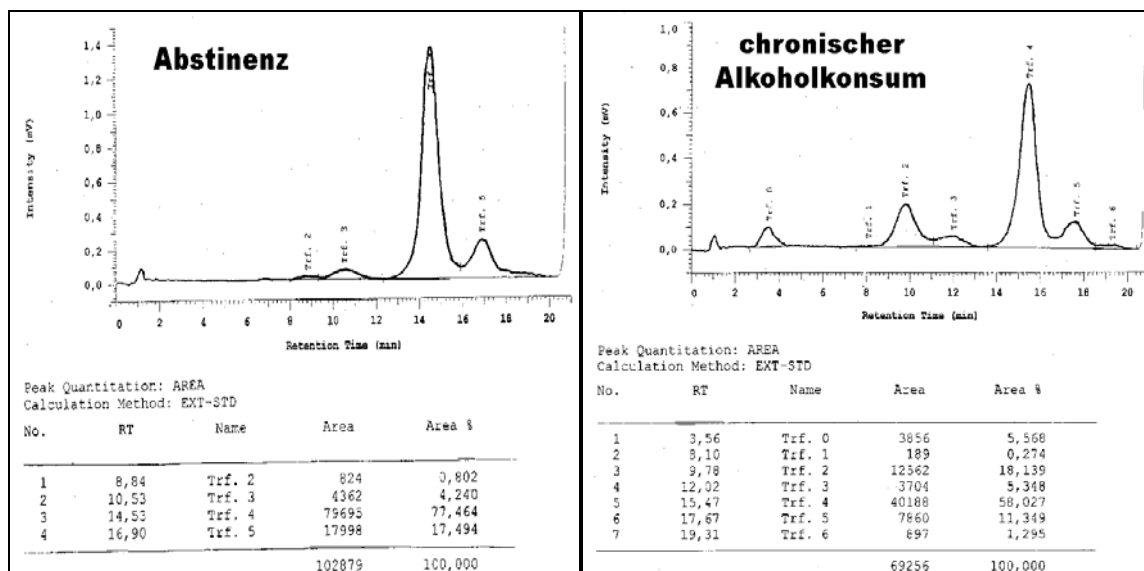 Abstinenz
1,4
1,2
1,0
0,8
0,6
0,4
0,2
0,0
Intensity (mV)
Trf. 2
Trf. 3
Trf. 5
0 2 4 6 8 10 12 14 16 18 20
Retention Time (min)
Peak Quantitation: AREA
Calculation Method: EXT-STD
No. RT Name Area Area %
1 8,84 Trf. 2 824 0,802
2 10,53 Trf. 3 4362 4,240
3 14,53 Trf. 4 79695 77,464
4 16,90 Trf. 5 17998 17,494
102879 100,000
chronischer
Alkoholkonsum
1,0
0,8
0,6
0,4
0,2
0,0
Intensity (mV)
Trf. 0
Trf. 1
Trf. 2
Trf. 3
Trf. 4
Trf. 5
Trf. 6
0 2 4 6 8 10 12 14 16 18 20
Retention Time (min)
Peak Quantitation: AREA
Calculation Method: EXT-STD
No. RT Name Area Area %
1 3,56 Trf. 0 3856 5,568
2 8,10 Trf. 1 189 0,274
3 9,78 Trf. 2 12562 18,139
4 12,02 Trf. 3 3704 5,348
5 15,47 Trf. 4 40188 58,027
6 17,67 Trf. 5 7860 11,349
7 19,31 Trf. 6 897 1,295
69256 100,000